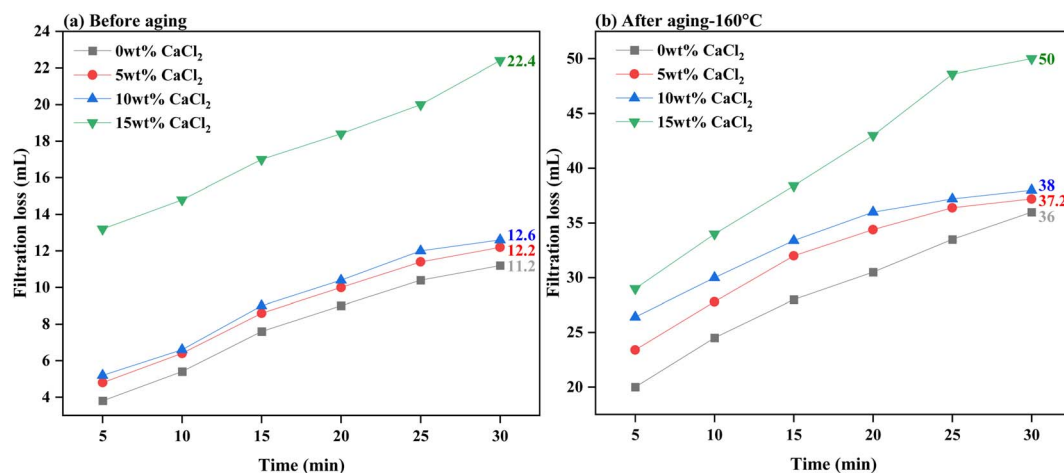 (a) Before aging
24
22
20
18
16
14
12
10
8
6
4
Filtration loss (mL)
0wt% CaCl₂
5wt% CaCl₂
10wt% CaCl₂
15wt% CaCl₂
22.4
12.6
12.2
11.2
5 10 15 20 25 30
Time (min)
(b) After aging-160°C
50
45
40
35
30
25
20
Filtration loss (mL)
0wt% CaCl₂
5wt% CaCl₂
10wt% CaCl₂
15wt% CaCl₂
50
38
37.2
36
5 10 15 20 25 30
Time (min)